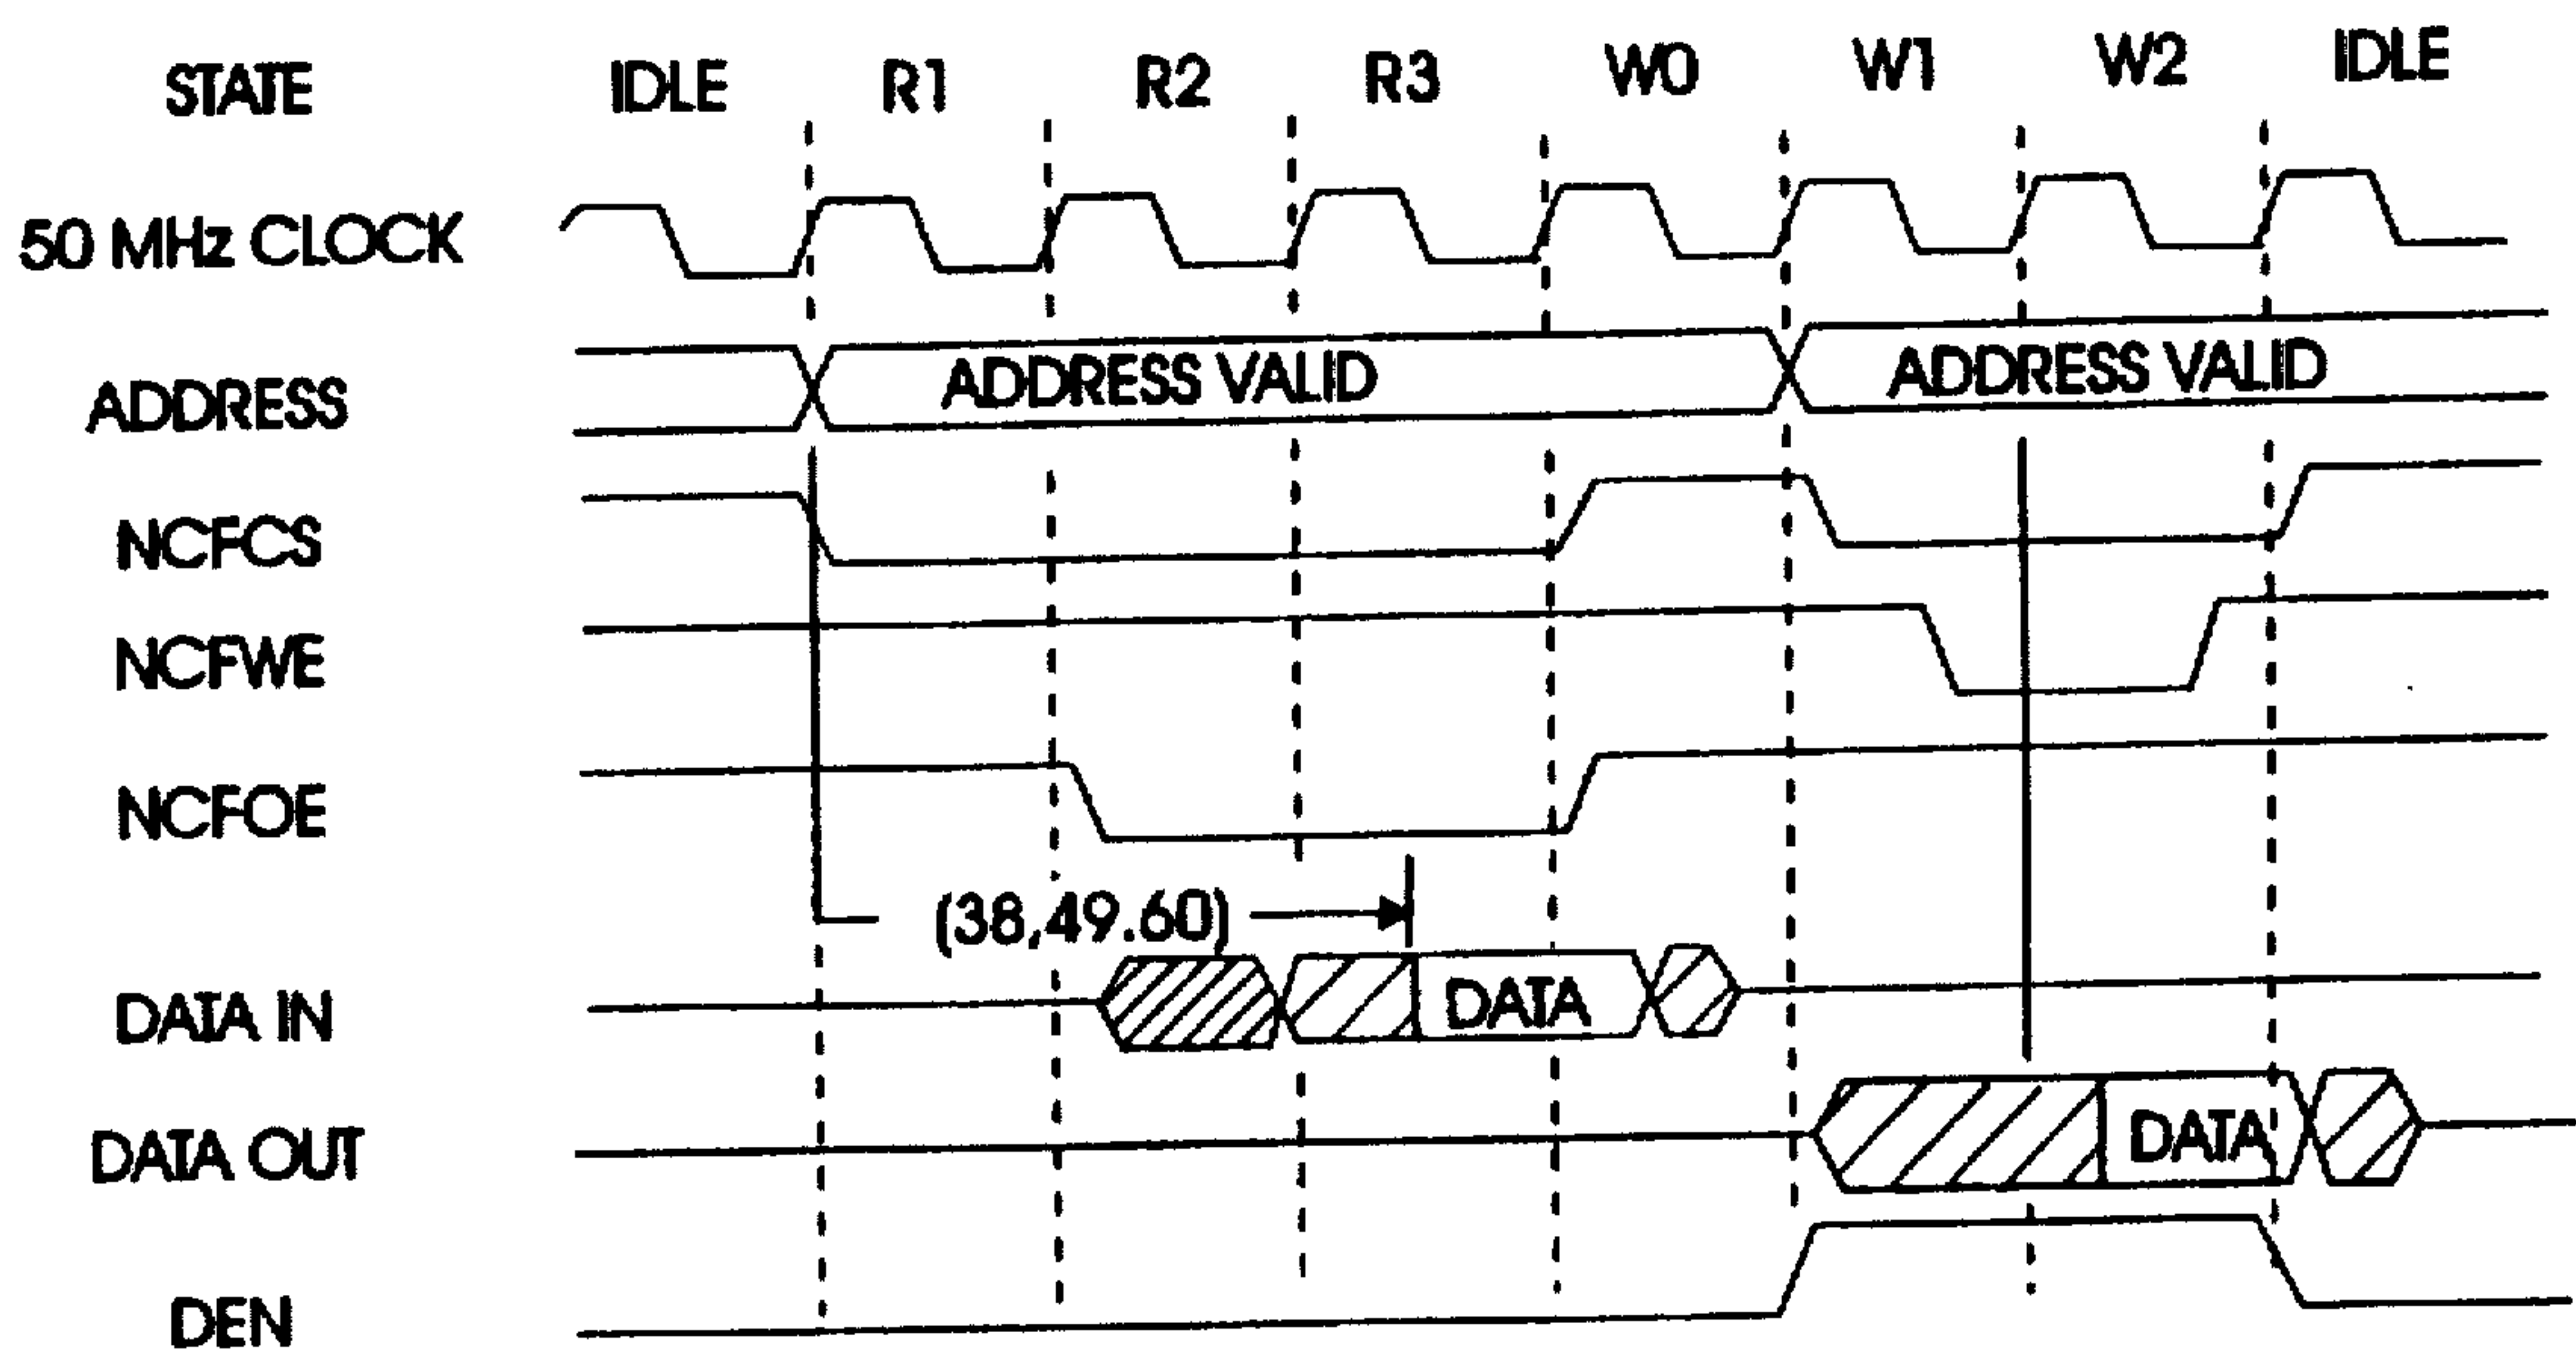 STATE IDLE R1 R2 R3 W0 W1 W2 IDLE
50 MHz CLOCK
ADDRESS ADDRESS VALID ADDRESS VALID
NCFCS
NCFWE
NCFOE
(38,49.60)
DATA IN DATA
DATA OUT DATA
DEN